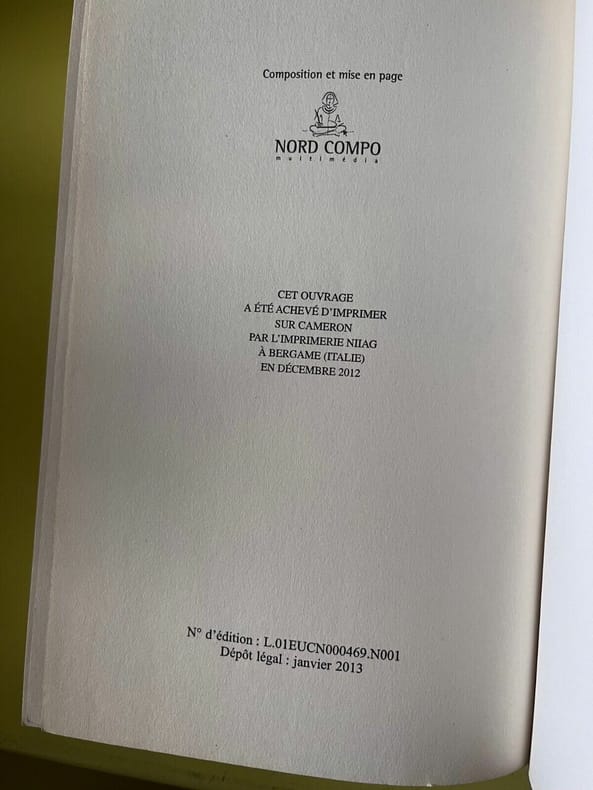 Composition et mise en page
NORD COMPO
multimédia
CET OUVRAGE
A ÉTÉ ACHEVÉ D'IMPRIMER
SUR CAMERON
PAR L'IMPRIMERIE NIIAG
À BERGAME (ITALIE)
EN DÉCEMBRE 2012
N° d'édition : L.01EUCN000469.N001
Dépôt légal : janvier 2013